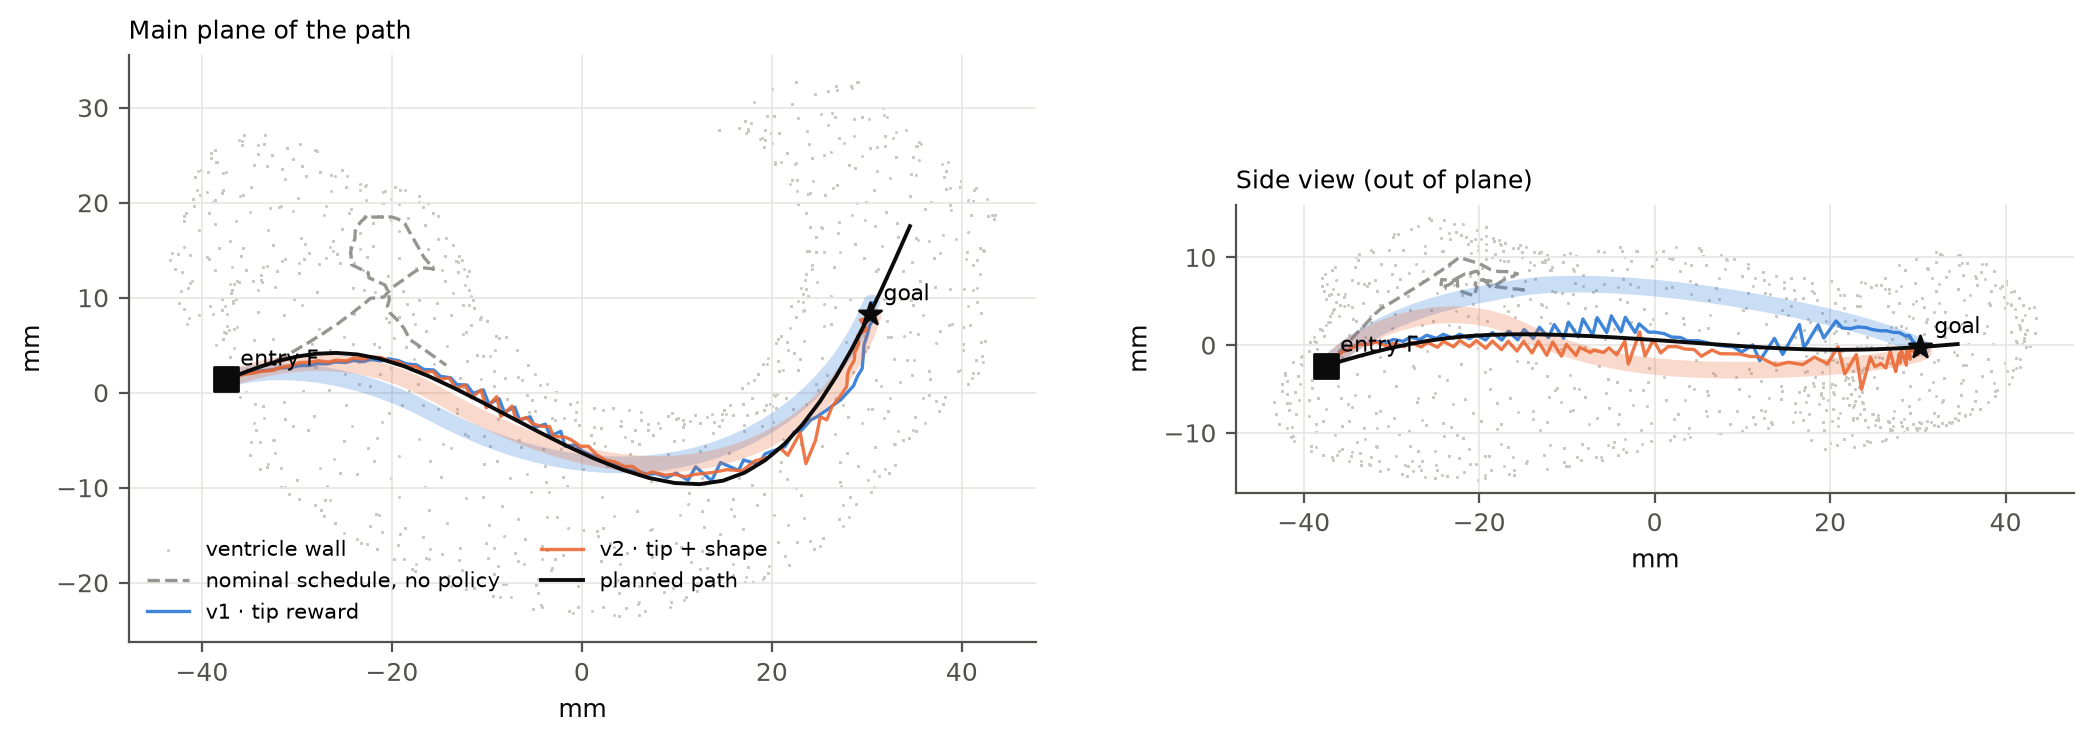 Main plane of the path
30
20
10
0
−10
−20
mm
−40
−20
0
20
40
mm
entry F
goal
ventricle wall
nominal schedule, no policy
v1 · tip reward
v2 · tip + shape
planned path
Side view (out of plane)
10
0
−10
mm
−40
−20
0
20
40
mm
entry F
goal